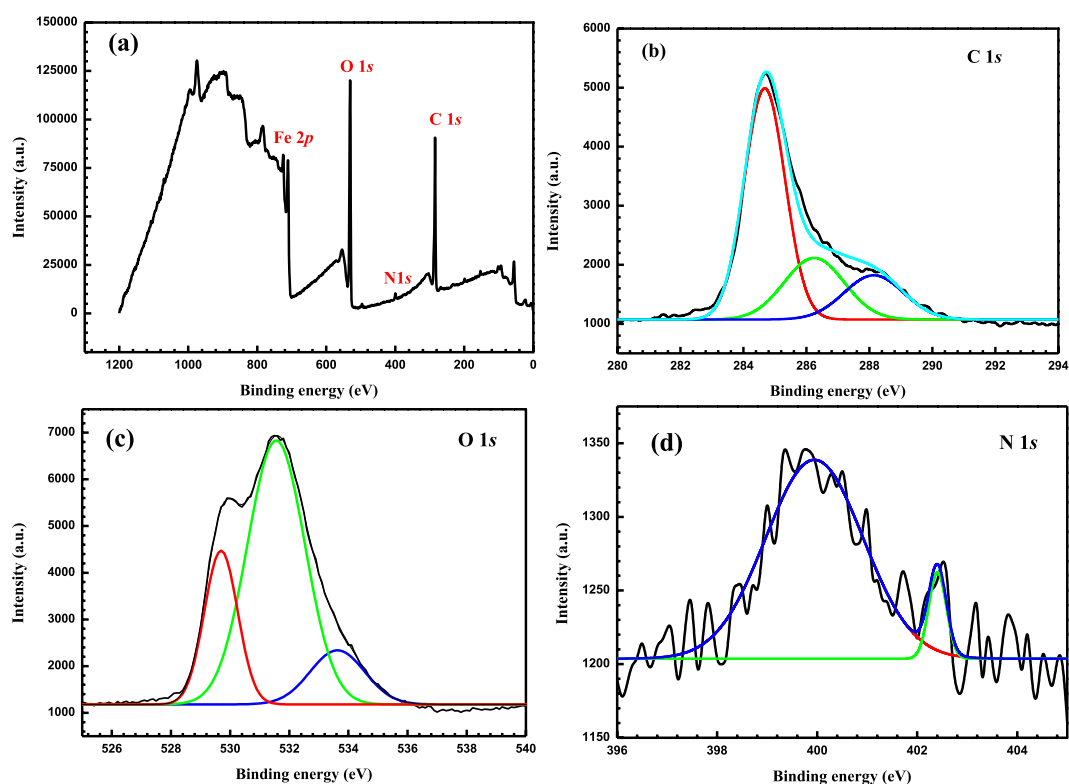 (a)
150000
125000
100000
75000
50000
25000
0
Intensity (a.u.)
O 1s
C 1s
Fe 2p
N1s
1200 1000 800 600 400 200 0
Binding energy (eV)
(b)
C 1s
6000
5000
4000
3000
2000
1000
Intensity (a.u.)
280 282 284 286 288 290 292 294
Binding energy (eV)
(c)
O 1s
7000
6000
5000
4000
3000
2000
1000
Intensity (a.u.)
526 528 530 532 534 536 538 540
Binding energy (eV)
(d)
N 1s
1350
1300
1250
1200
1150
Intensity (a.u.)
396 398 400 402 404
Binding energy (eV)